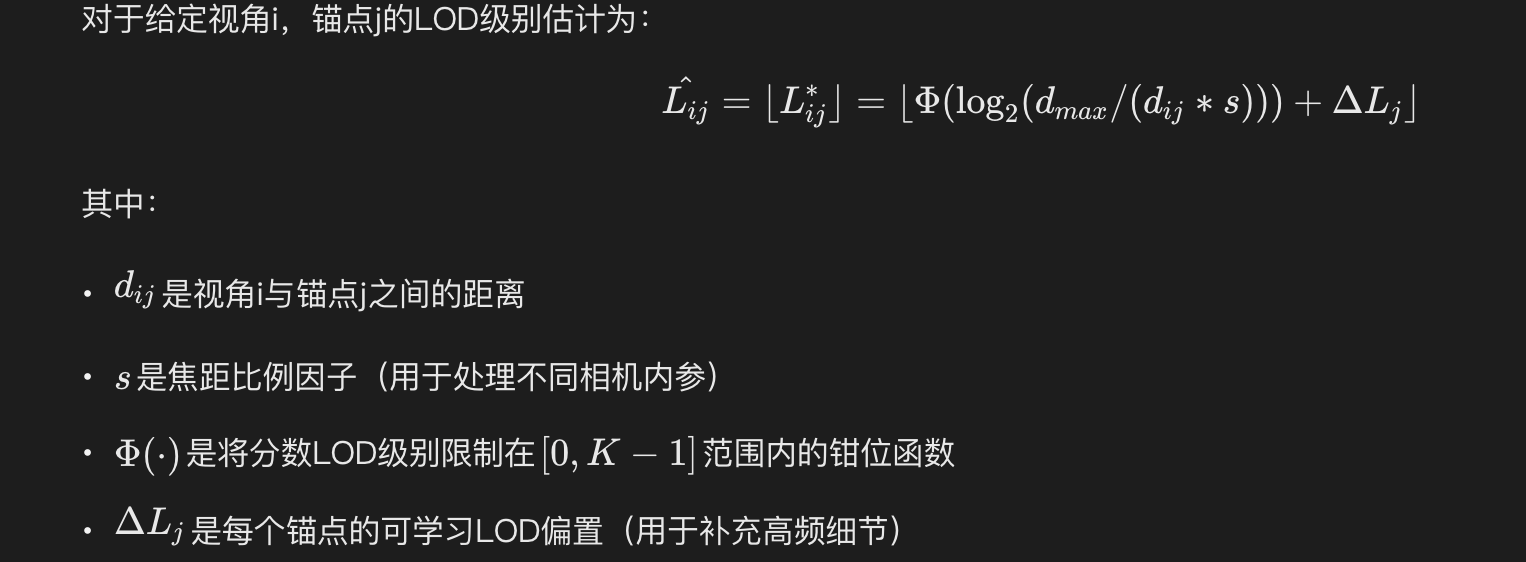 对于给定视角i，锚点j的LOD级别估计为：
$\hat{L_{ij}} = \lfloor L_{ij}^* \rfloor = \lfloor \Phi(\log_2(d_{max}/(d_{ij} * s))) + \Delta L_j \rfloor$
其中：
• $d_{ij}$ 是视角i与锚点j之间的距离
• $s$ 是焦距比例因子（用于处理不同相机内参）
• $\Phi(\cdot)$ 是将分数LOD级别限制在 $[0, K-1]$ 范围内的钳位函数
• $\Delta L_j$ 是每个锚点的可学习LOD偏置（用于补充高频细节）